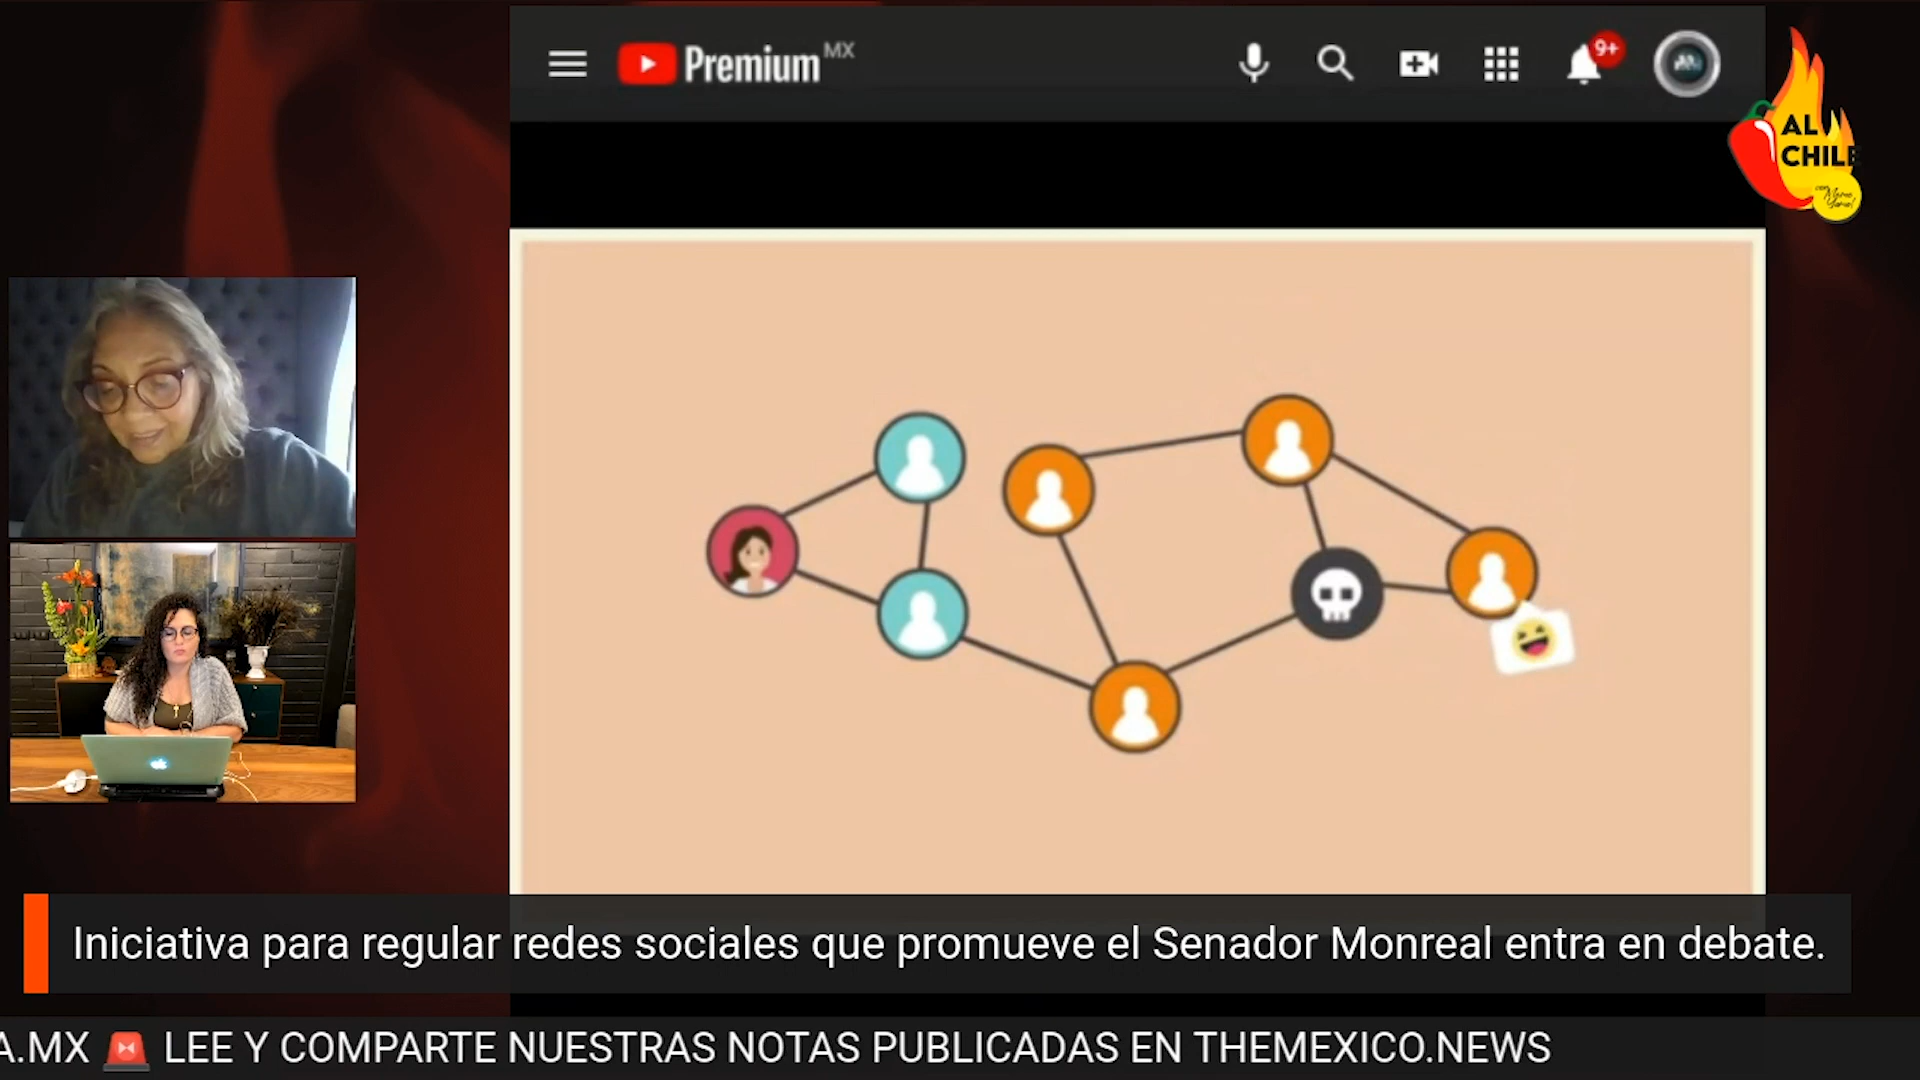 Premium MX
9+
AL
CHILE
con
Iniciativa para regular redes sociales que promueve el Senador Monreal entra en debate.
A.MX 🚨 LEE Y COMPARTE NUESTRAS NOTAS PUBLICADAS EN THEMEXICO.NEWS